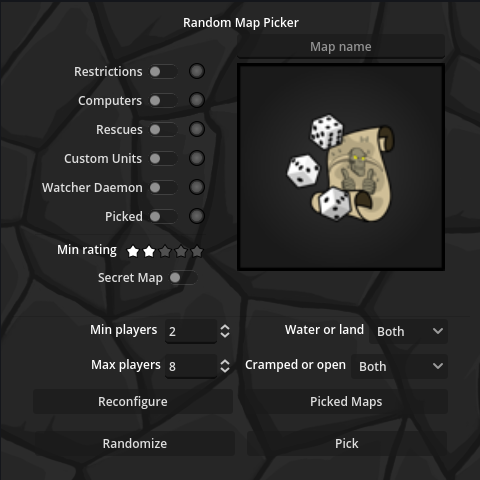 Random Map Picker
Map name
Restrictions
Computers
Rescues
Custom Units
Watcher Daemon
Picked
Min rating
Secret Map
Min players 2 Water or land Both
Max players 8 Cramped or open Both
Reconfigure Picked Maps
Randomize Pick